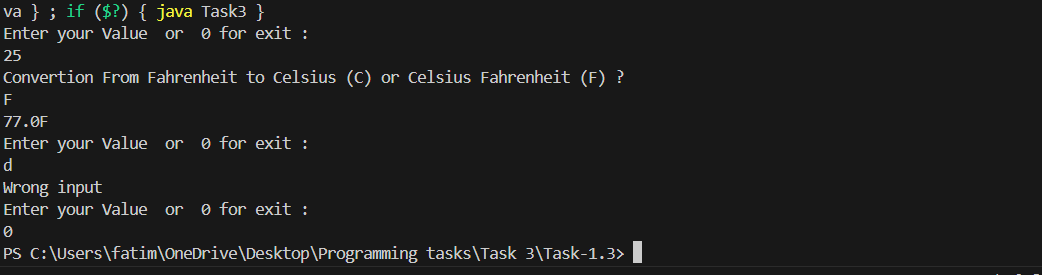 va } ; if ($?) { java Task3 }
Enter your Value  or  0 for exit :
25
Convertion From Fahrenheit to Celsius (C) or Celsius Fahrenheit (F) ?
F
77.0F
Enter your Value  or  0 for exit :
d
Wrong input
Enter your Value  or  0 for exit :
0
PS C:\Users\fatim\OneDrive\Desktop\Programming tasks\Task 3\Task-1.3>